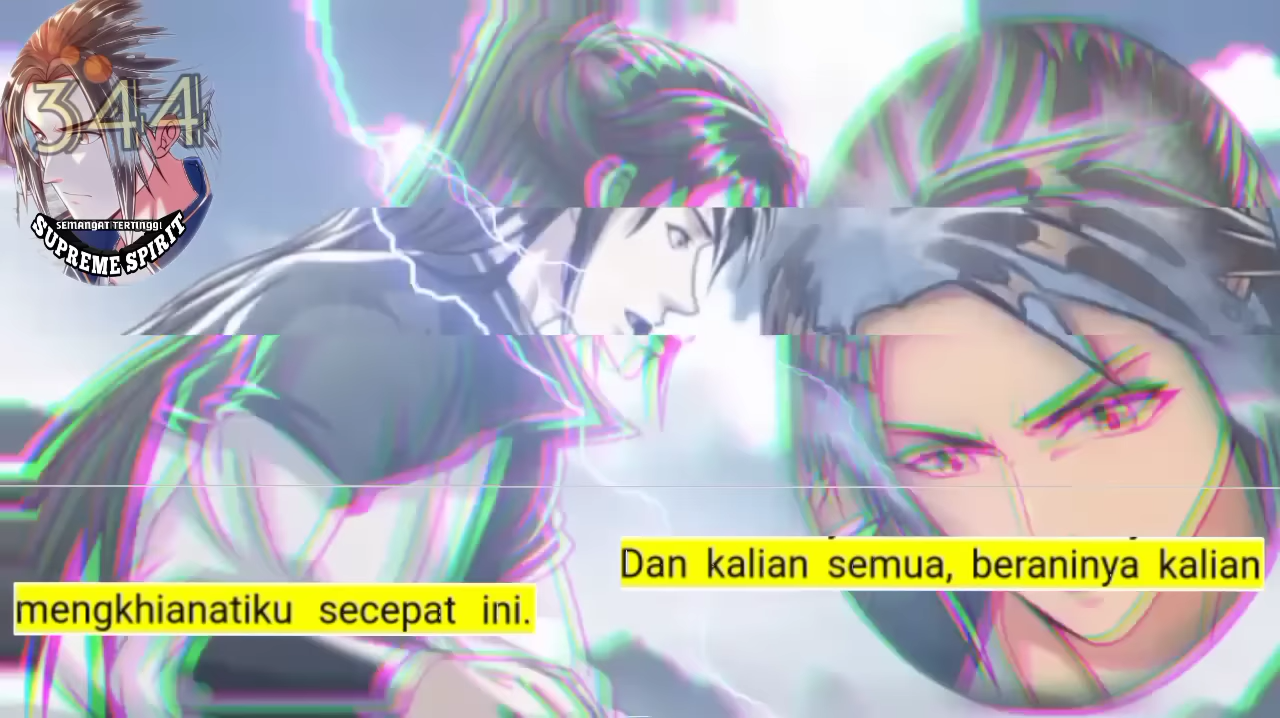 344
SEMANGAT TERTINGGI
SUPREME SPIRIT
Dan kalian semua, beraninya kalian
mengkhianatiku secepat ini.